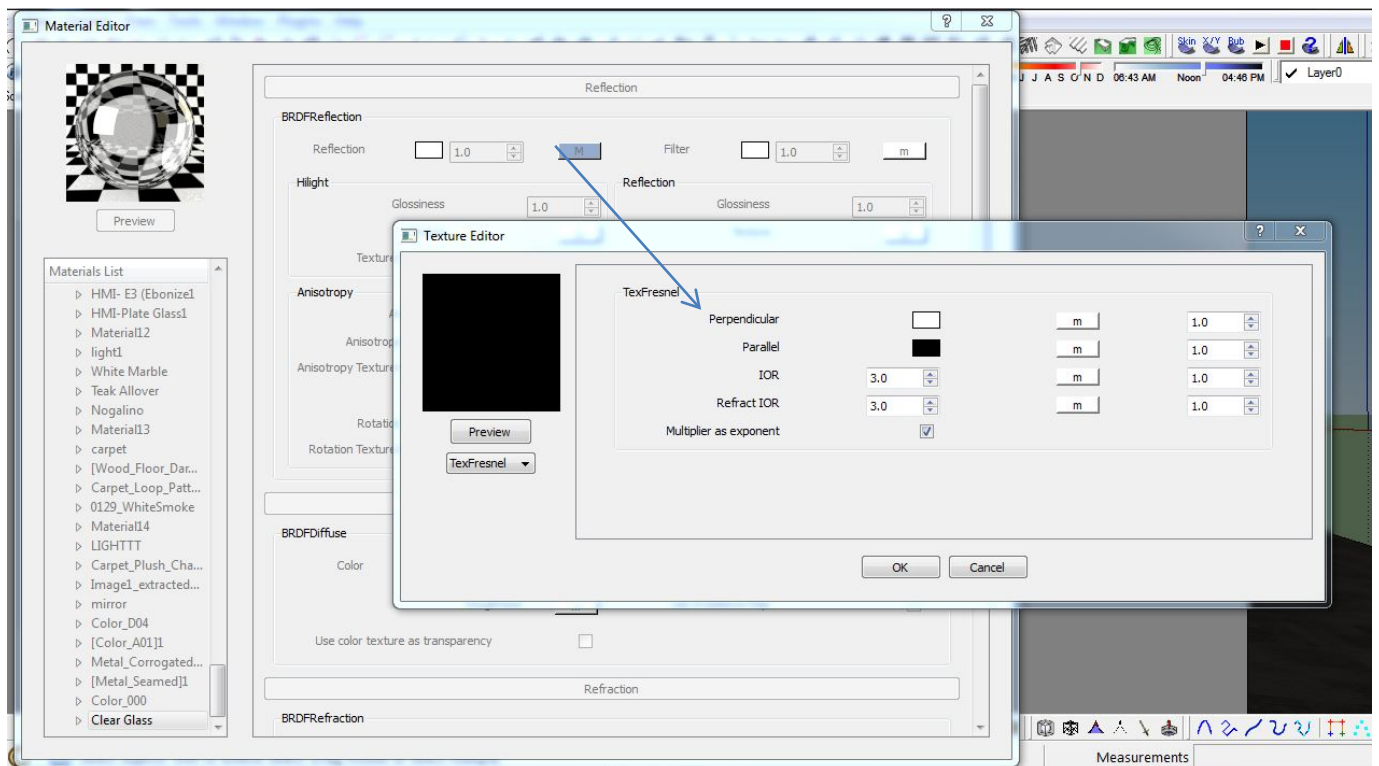 Material Editor
Skin X/Y Bub
J J A S O N D 06:43 AM Noon 04:46 PM Layer0
Reflection
BRDFReflection
Reflection 1.0 M Filter 1.0 m
Hilight Reflection
Glossiness 1.0 Glossiness 1.0
Preview
Texture Editor
Materials List
HMI- E3 (Ebonize1
HMI-Plate Glass1
Material12
light1
White Marble
Teak Allover
Nogalino
Material13
carpet
[Wood_Floor_Dar...
Carpet_Loop_Patt...
0129_WhiteSmoke
Material14
LIGHTTT
Carpet_Plush_Cha...
Image1_extracted...
mirror
Color_D04
[Color_A01]1
Metal_Corrogated...
[Metal_Seamed]1
Color_000
Clear Glass
Textur
Anisotropy
Anisotrop
Anisotropy Texture
Rotatio
Rotation Texture
TexFresnel
Perpendicular m 1.0
Parallel m 1.0
IOR 3.0 m 1.0
Refract IOR 3.0 m 1.0
Multiplier as exponent
Preview
TexFresnel
OK Cancel
BRDFDiffuse
Color
Use color texture as transparency
Refraction
BRDFRefraction
Measurements